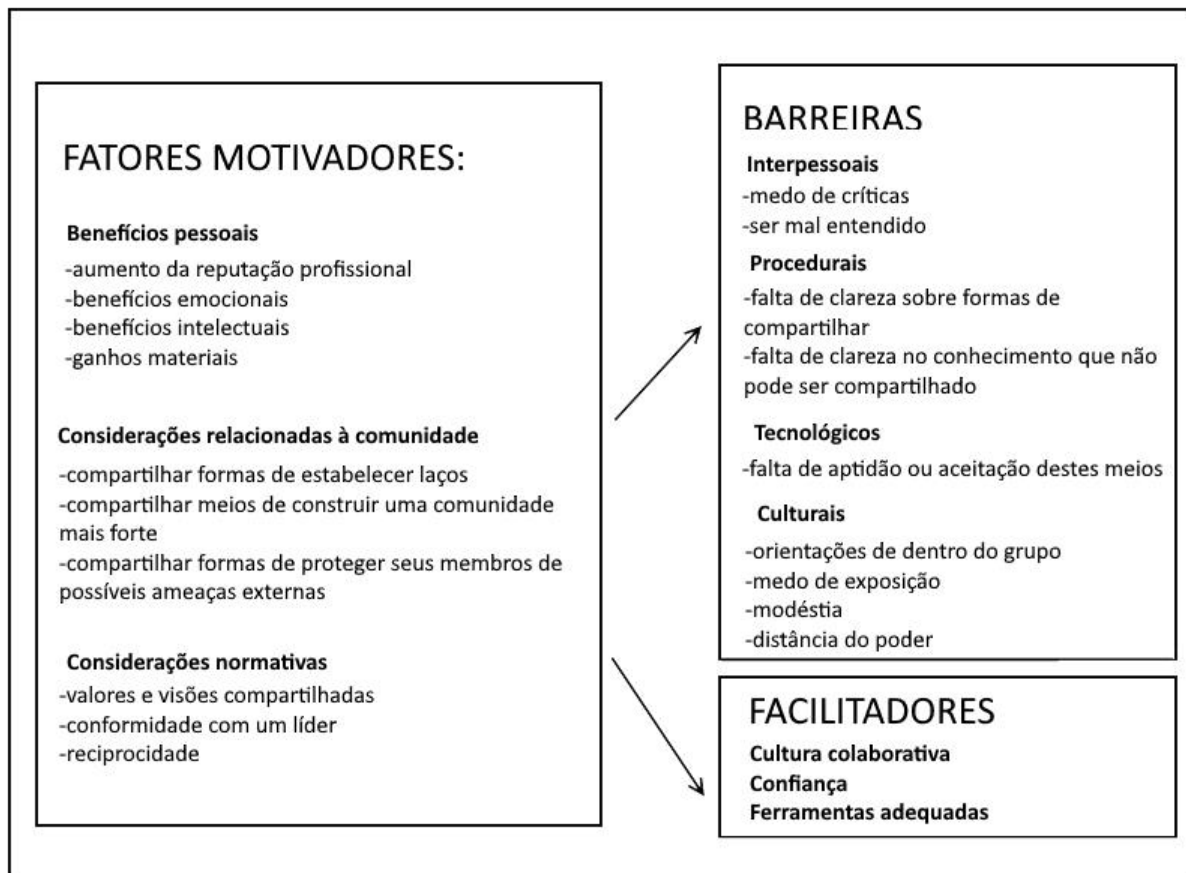 FATORES MOTIVADORES:
Benefícios pessoais
-aumento da reputação profissional
-benefícios emocionais
-benefícios intelectuais
-ganhos materiais
Considerações relacionadas à comunidade
-compartilhar formas de estabelecer laços
-compartilhar meios de construir uma comunidade
mais forte
-compartilhar formas de proteger seus membros de
possíveis ameaças externas
Considerações normativas
-valores e visões compartilhadas
-conformidade com um líder
-reciprocidade
BARREIRAS
Interpessoais
-medo de críticas
-ser mal entendido
Procedurais
-falta de clareza sobre formas de
compartilhar
-falta de clareza no conhecimento que não
pode ser compartilhado
Tecnológicos
-falta de aptidão ou aceitação destes meios
Culturais
-orientações de dentro do grupo
-medo de exposição
-modéstia
-distância do poder
FACILITADORES
Cultura colaborativa
Confiança
Ferramentas adequadas